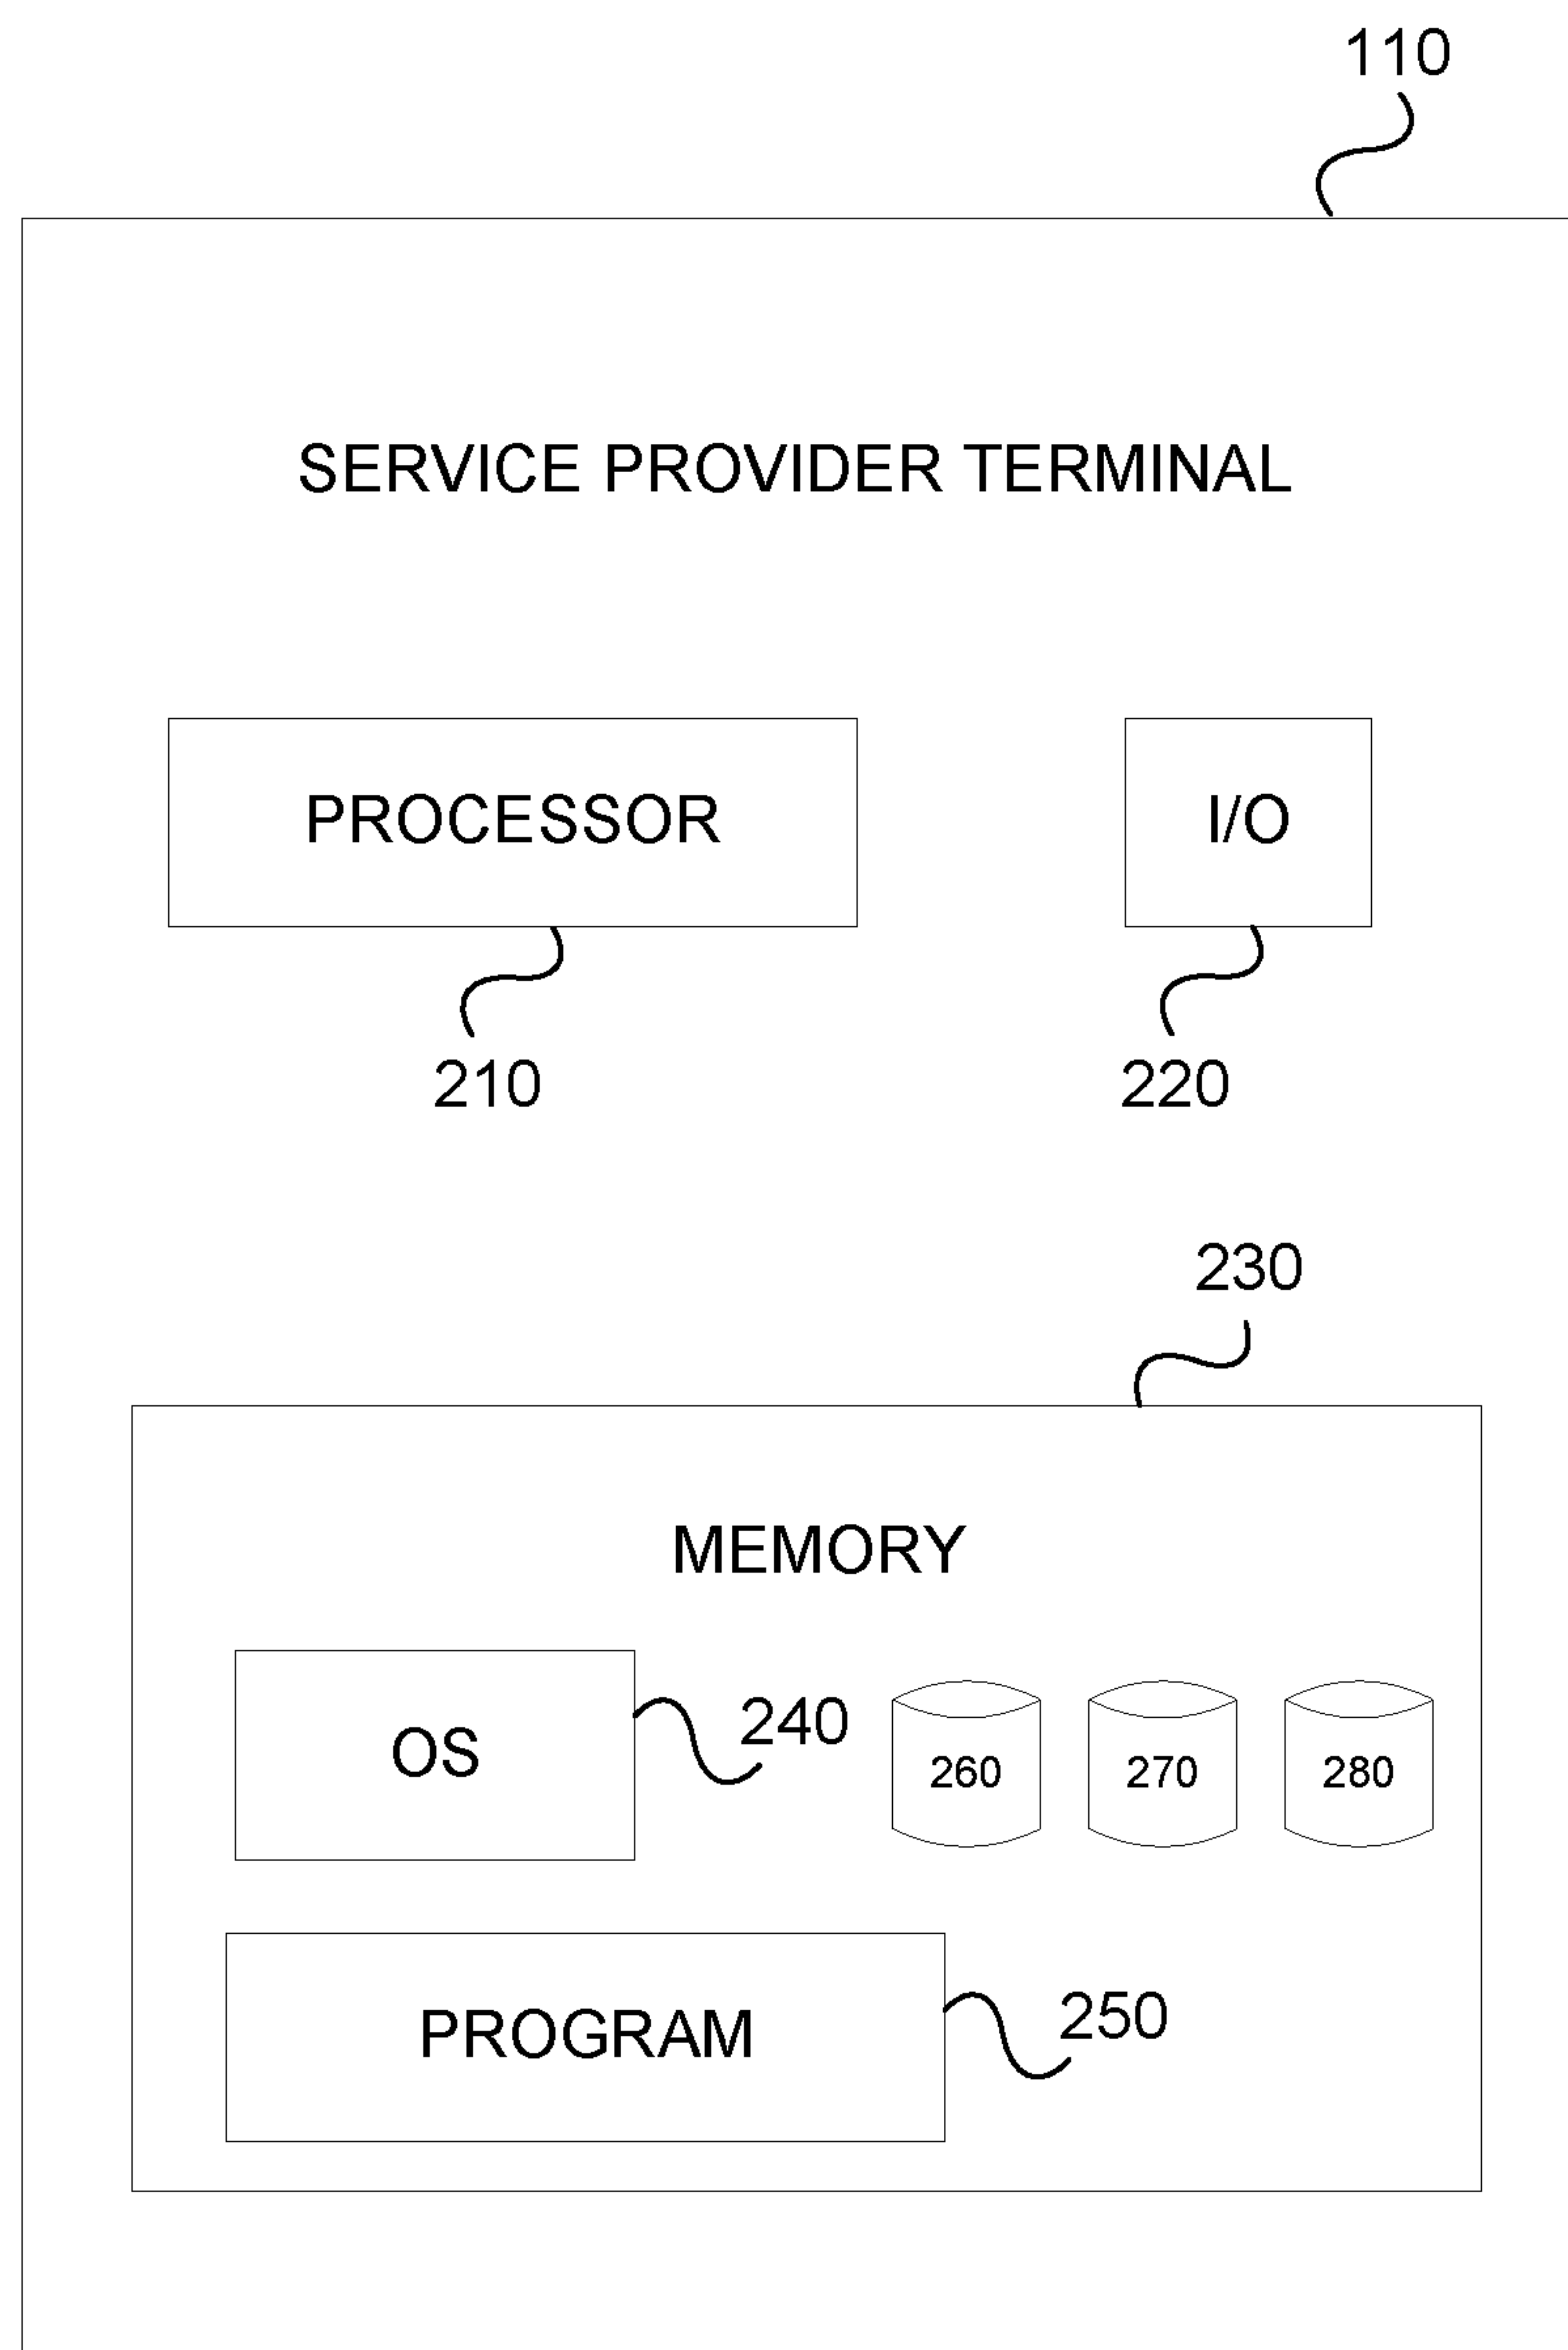 110
SERVICE PROVIDER TERMINAL
PROCESSOR
I/O
210
220
230
MEMORY
OS
240
260
270
280
PROGRAM
250